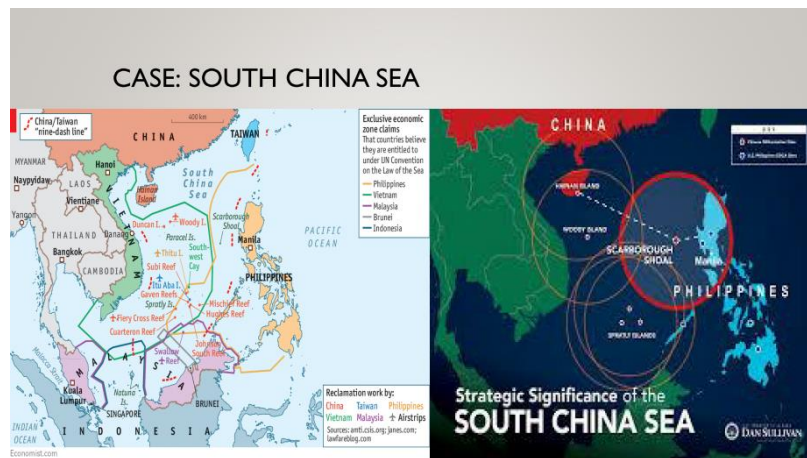 CASE: SOUTH CHINA SEA
China/Taiwan
"nine-dash line"
400 km
CHINA
TAIWAN
MYANMAR
Hanoi
Naypyidaw
LAOS
Hainan
Island
South
China
Sea
Vientiane
VIETNAM
Yangon
THAILAND
Danang
Duncan I.
Woody I.
Paracel Is.
Scarborough
Shoal
PACIFIC
OCEAN
Bangkok
Thitu I.
South-
west
Cay
Manila
Subi Reef
CAMBODIA
Itu Aba I.
Gaven Reefs
Spratly Is.
PHILIPPINES
Mischief Reef
Hughes Reef
Fiery Cross Reef
Cuarteron Reef
Johnson
South Reef
Swallow
Reef
MALAYSIA
Malacca Strait
Kuala
Lumpur
Natuna
Is.
BRUNEI
SINGAPORE
INDIAN
OCEAN
INDONESIA
Exclusive economic
zone claims
That countries believe
they are entitled to
under UN Convention
on the Law of the Sea
Philippines
Vietnam
Malaysia
Brunei
Indonesia
Reclamation work by:
China Taiwan Philippines
Vietnam Malaysia Airstrips
Sources: amti.csis.org; janes.com;
lawfareblog.com
Economist.com
CHINA
HAINAN ISLAND
WOODY ISLAND
SCARBOROUGH
SHOAL
Manila
PHILIPPINES
SPRATLY ISLANDS
Strategic Significance of the
SOUTH CHINA SEA
DAN SULLIVAN